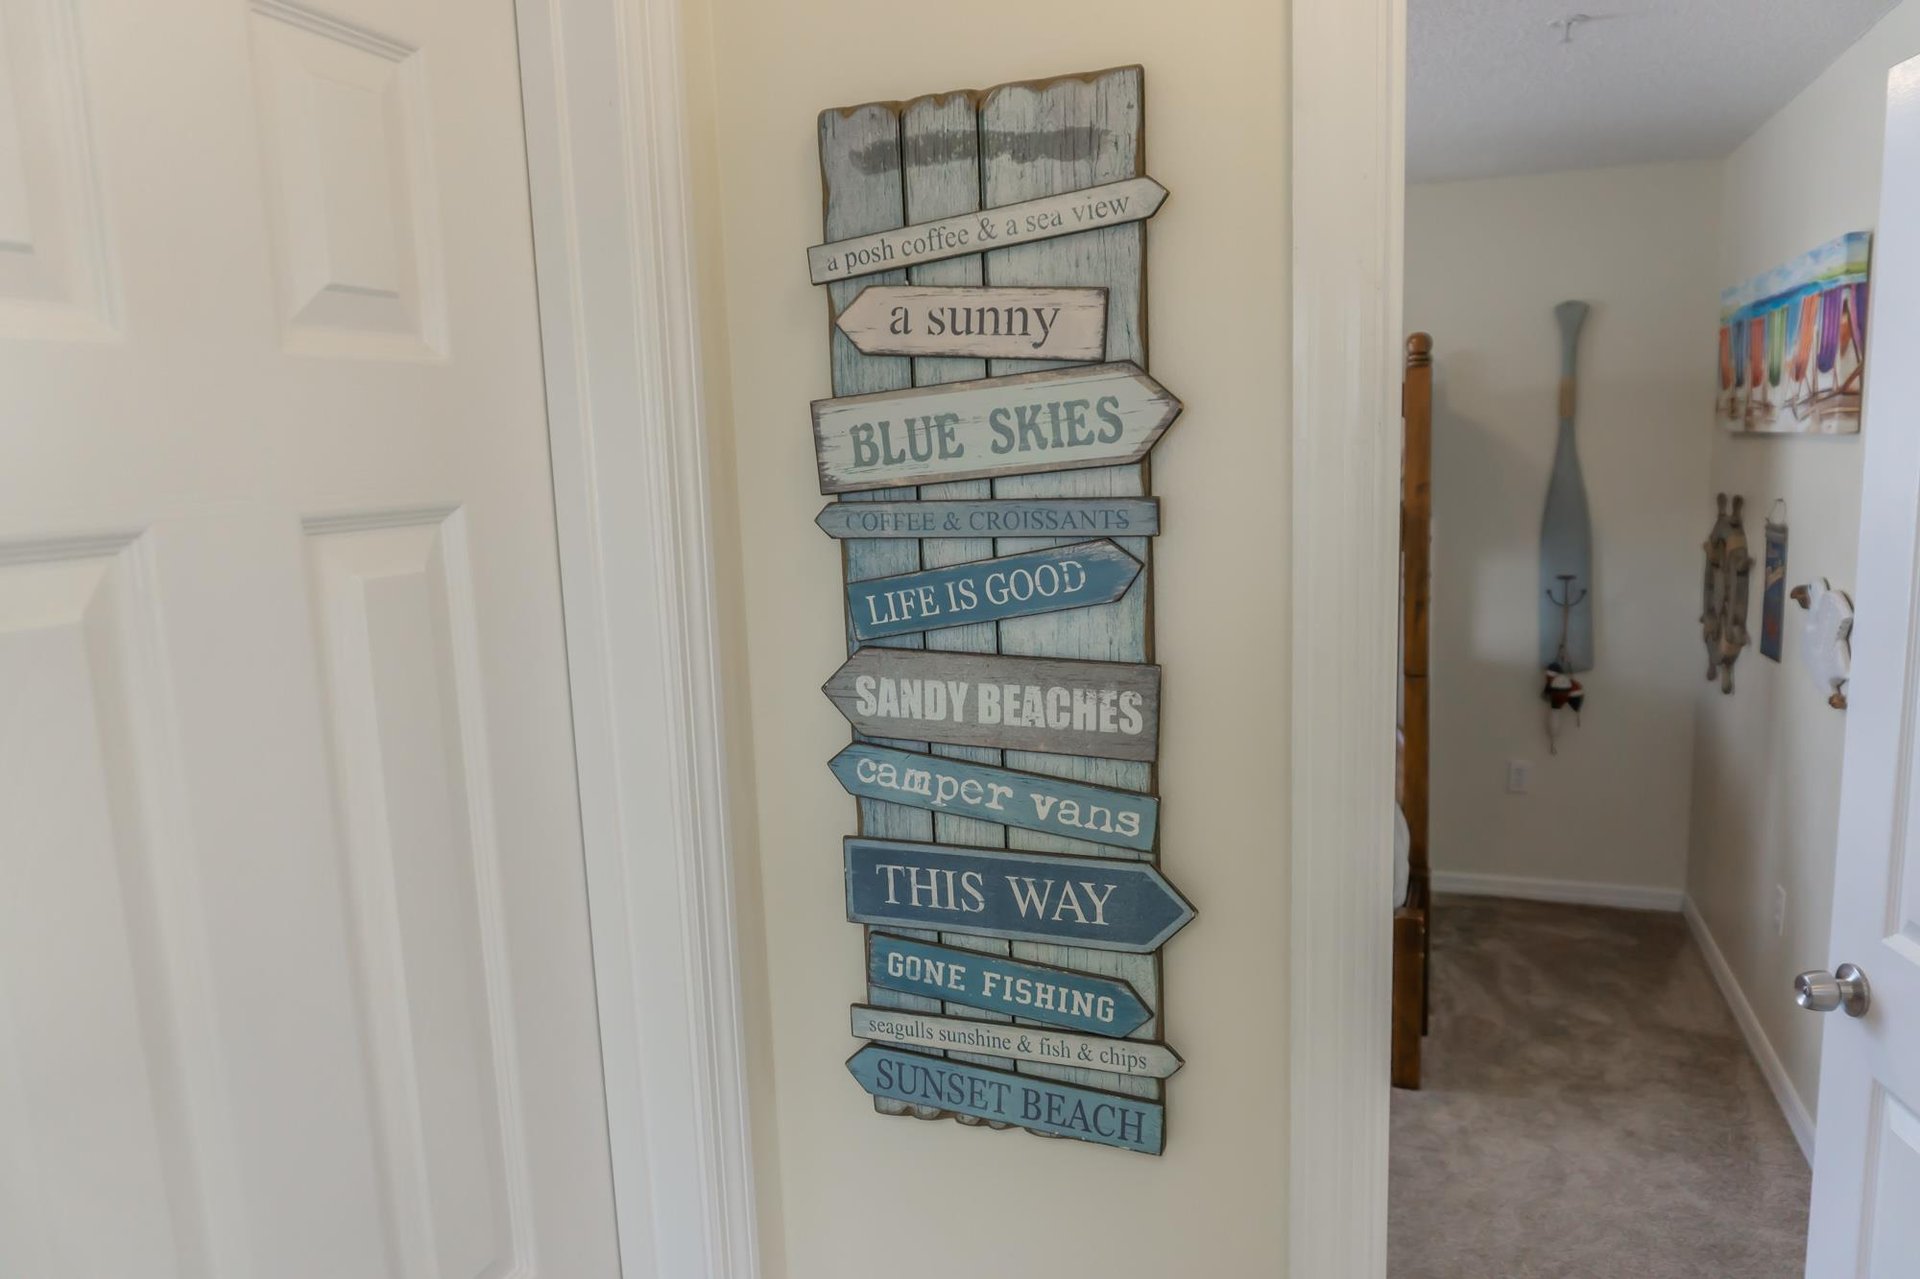 a posh coffee & a sea view
a sunny
BLUE SKIES
COFFEE & CROISSANTS
LIFE IS GOOD
SANDY BEACHES
camper vans
THIS WAY
GONE FISHING
seagulls sunshine & fish & chips
SUNSET BEACH